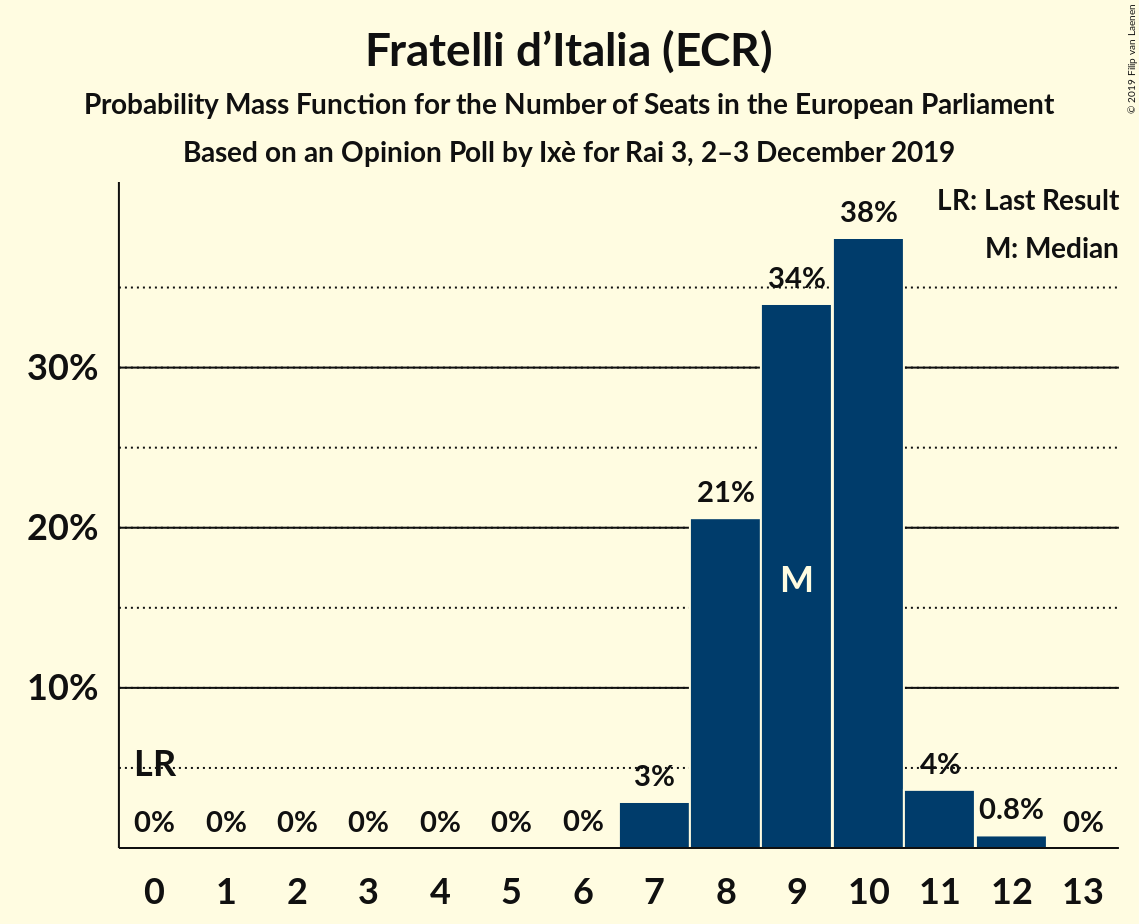 Fratelli d’Italia (ECR)
Probability Mass Function for the Number of Seats in the European Parliament
Based on an Opinion Poll by Ixè for Rai 3, 2–3 December 2019
© 2019 Filip van Laenen
LR: Last Result
M: Median
38%
34%
30%
21%
20%
M
10%
LR
3%
4%
0% 0% 0% 0% 0% 0% 0% 0.8% 0%
0 1 2 3 4 5 6 7 8 9 10 11 12 13